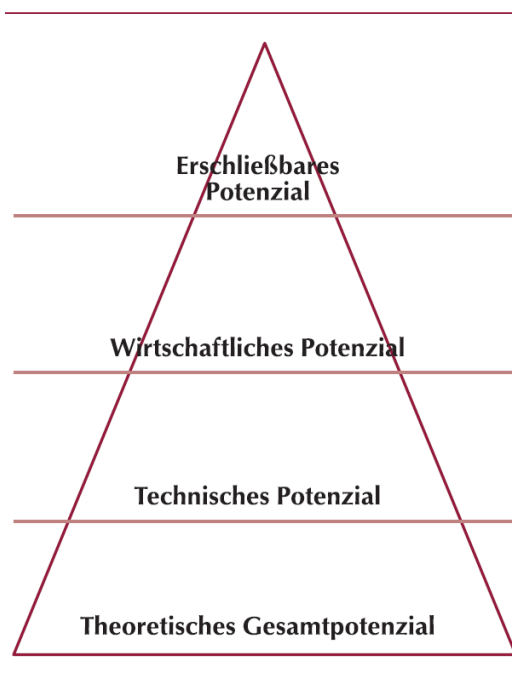 Erschließbares
Potenzial
Wirtschaftliches Potenzial
Technisches Potenzial
Theoretisches Gesamtpotenzial